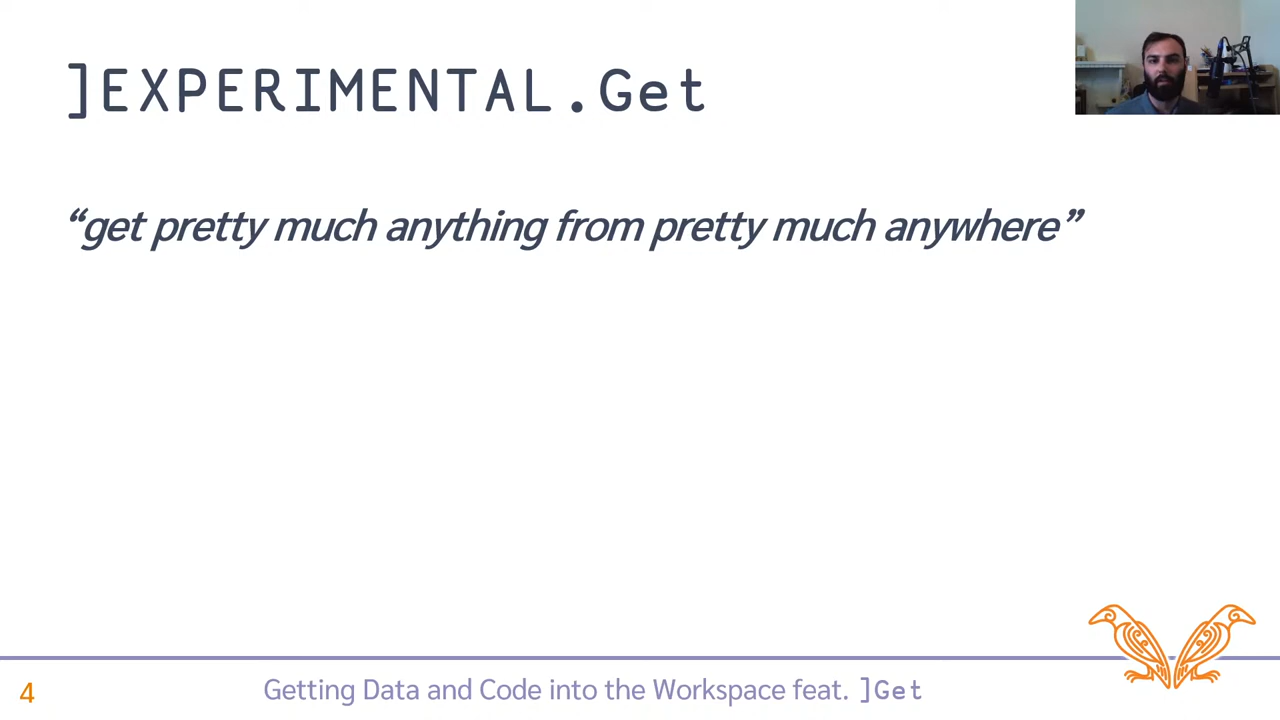 ]EXPERIMENTAL.Get
“get pretty much anything from pretty much anywhere”
4
Getting Data and Code into the Workspace feat. ]Get